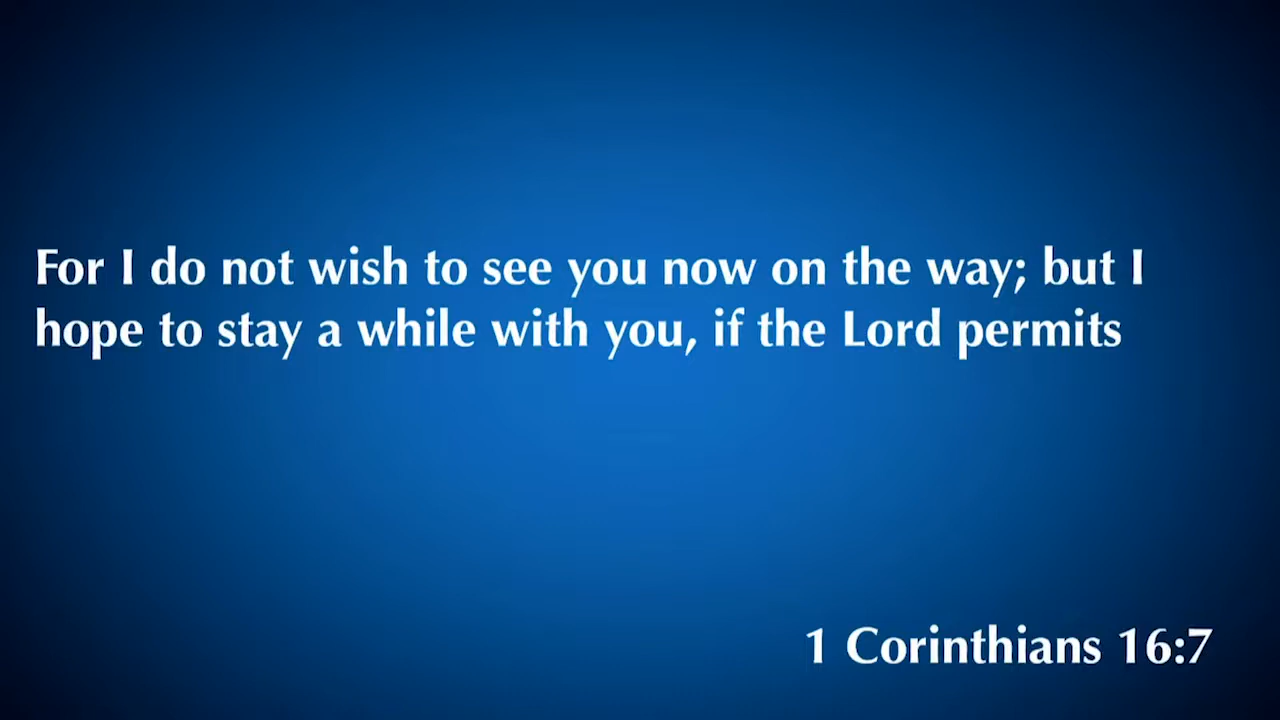 For I do not wish to see you now on the way; but I
hope to stay a while with you, if the Lord permits
1 Corinthians 16:7